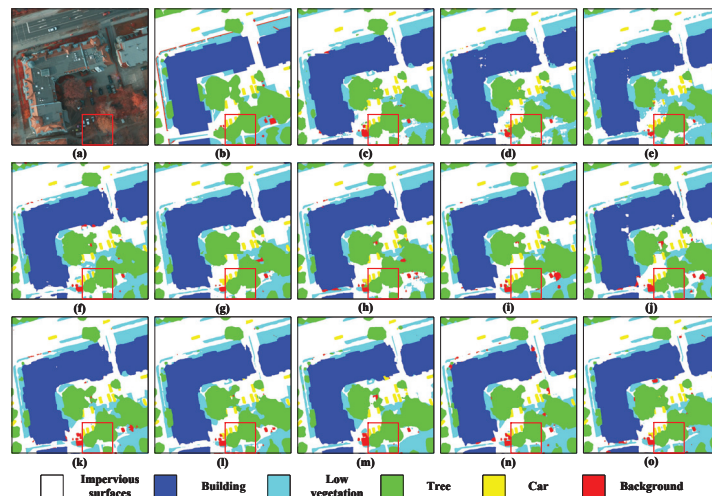 (a) (b) (c) (d) (e)
(f) (g) (h) (i) (j)
(k) (l) (m) (n) (o)
Impervious surfaces Building Low vegetation Tree Car Background